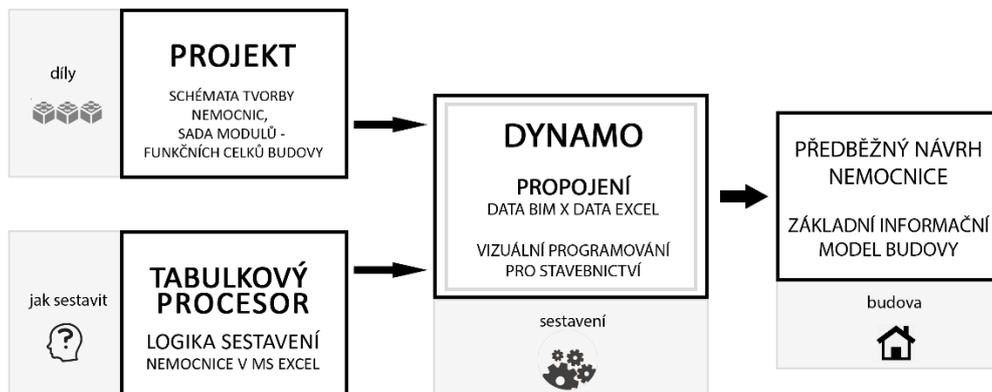 díly
PROJEKT
SCHÉMATA TVORBY
NEMOCNIC,
SADA MODULŮ -
FUNKČNÍCH CELKŮ BUDOVY
jak sestavit
?
TABULKOVÝ
PROCESOR
LOGIKA SESTAVENÍ
NEMOCNICE V MS EXCEL
DYNAMO
PROPOJENÍ
DATA BIM X DATA EXCEL
VIZUÁLNÍ PROGRAMOVÁNÍ
PRO STAVEBNICTVÍ
sestavení
PŘEDBĚŽNÝ NÁVRH
NEMOCNICE
ZÁKLADNÍ INFORMAČNÍ
MODEL BUDOVY
budova